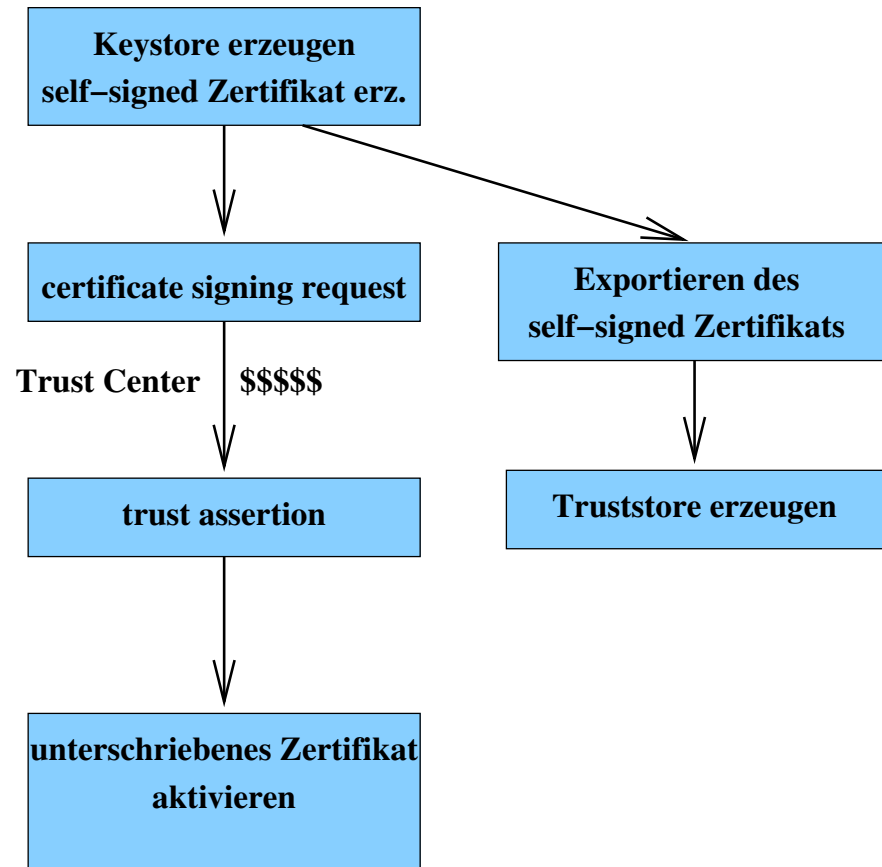 Keystore erzeugen
self−signed Zertifikat erz.
certificate signing request
Exportieren des
self−signed Zertifikats
Trust Center $$$$$
trust assertion
Truststore erzeugen
unterschriebenes Zertifikat
aktivieren